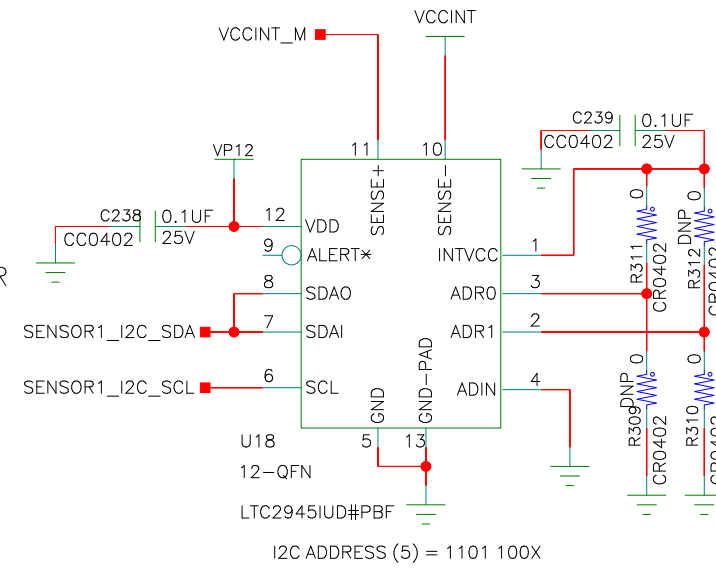 VCCINT_M
VCCINT
C239
0.1UF
CC0402
25V
VP12
11
10
SENSE+
SENSE-
C238
0.1UF
CC0402
25V
12
VDD
9
ALERT*
INTVCC
1
8
SDAO
ADR0
3
SENSOR1_I2C_SDA
7
SDAI
ADR1
2
SENSOR1_I2C_SCL
6
SCL
ADIN
4
GND
GND-PAD
5
13
R311
0
CR0402
R312
DNP
0
CR0402
R309
DNP
0
CR0402
R310
0
CR0402
R
U18
12-QFN
LTC2945IUD#PBF
I2C ADDRESS (5) = 1101 100X